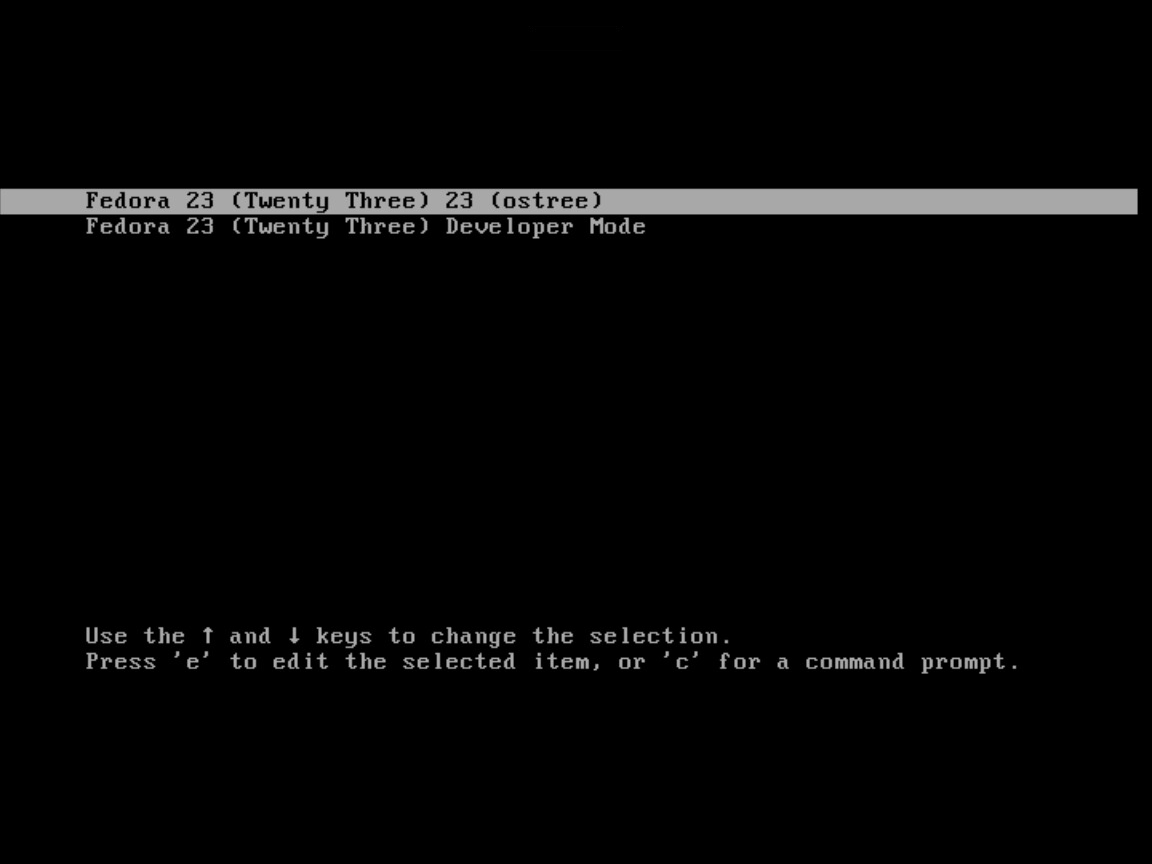 Fedora 23 (Twenty Three) 23 (ostree)
Fedora 23 (Twenty Three) Developer Mode
Use the ↑ and ↓ keys to change the selection.
Press 'e' to edit the selected item, or 'c' for a command prompt.